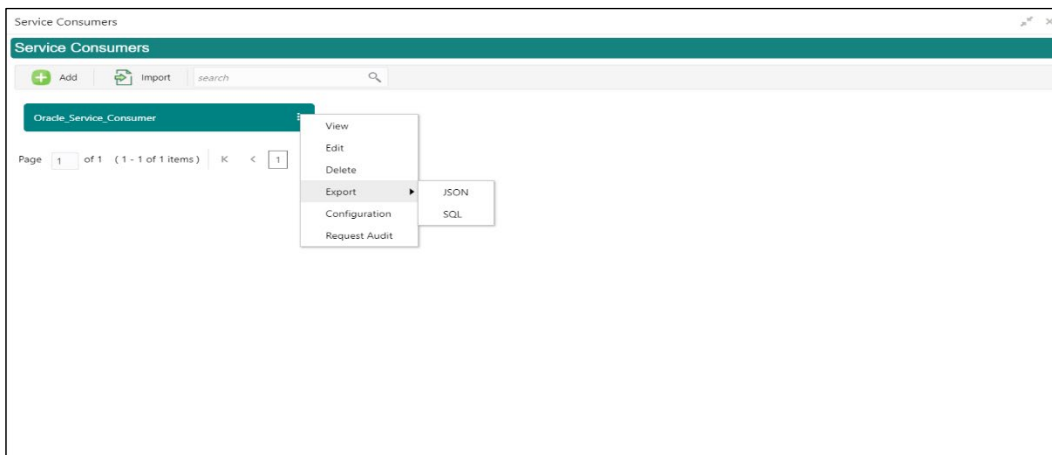 Service Consumers
Service Consumers
Add Import search
Oracle_Service_Consumer
View
Page 1 of 1 ( 1 - 1 of 1 items ) K < 1
Edit
Delete
Export JSON
Configuration SQL
Request Audit